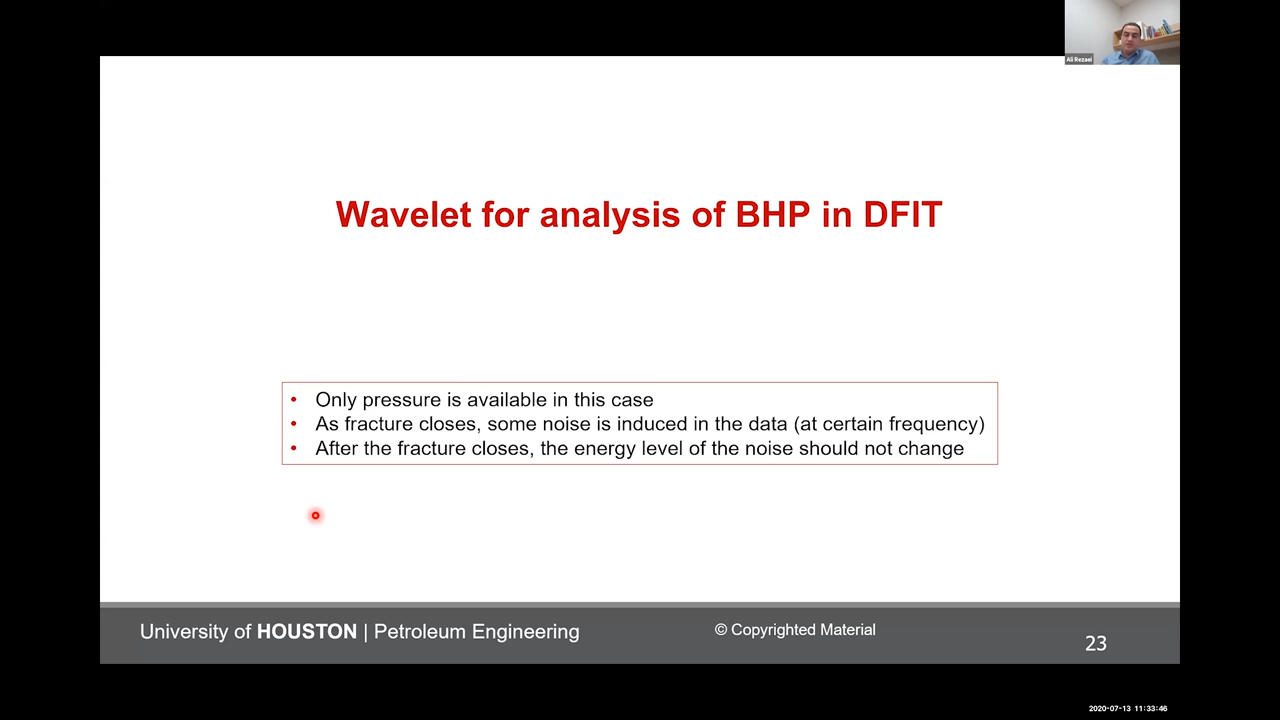 Ali Rezaei
Wavelet for analysis of BHP in DFIT
• Only pressure is available in this case
• As fracture closes, some noise is induced in the data (at certain frequency)
• After the fracture closes, the energy level of the noise should not change
University of HOUSTON | Petroleum Engineering
© Copyrighted Material
23
2020-07-13 11:33:46